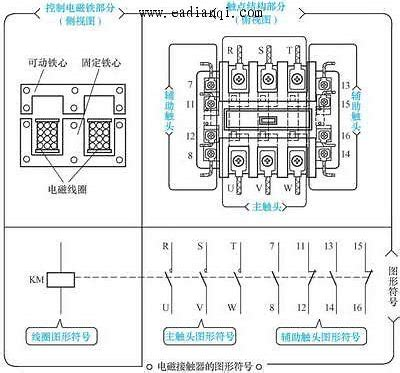 www.eadianqi.com
控制电磁铁部分
(侧视图)
可动铁心
固定铁心
电磁线圈
触点结构部分
(俯视图)
R S T
7 13
11 15
12 16
8 14
辅助触头
辅助触头
U V W
主触头
R S T 7 11 13 15
KM
U V W 8 12 14 16
图形符号
线圈图形符号
主触头图形符号
辅助触头图形符号
电磁接触器的图形符号